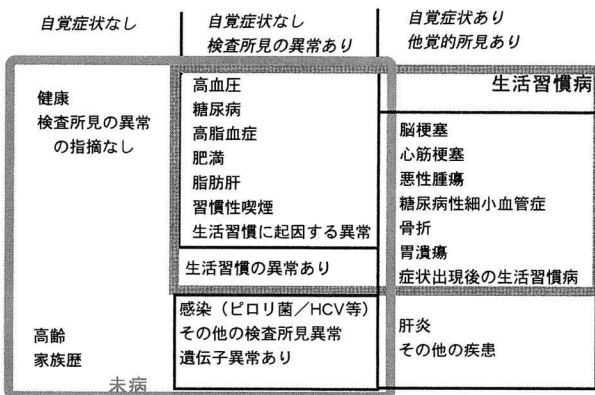 自覚症状なし
自覚症状なし
検査所見の異常あり
自覚症状あり
他覚的所見あり
健康
検査所見の異常
の指摘なし
高齢
家族歴
未病
高血圧
糖尿病
高脂血症
肥満
脂肪肝
習慣性喫煙
生活習慣に起因する異常
生活習慣の異常あり
感染（ピロリ菌／HCV等）
その他の検査所見異常
遺伝子異常あり
生活習慣病
脳梗塞
心筋梗塞
悪性腫瘍
糖尿病性細小血管症
骨折
胃潰瘍
症状出現後の生活習慣病
肝炎
その他の疾患